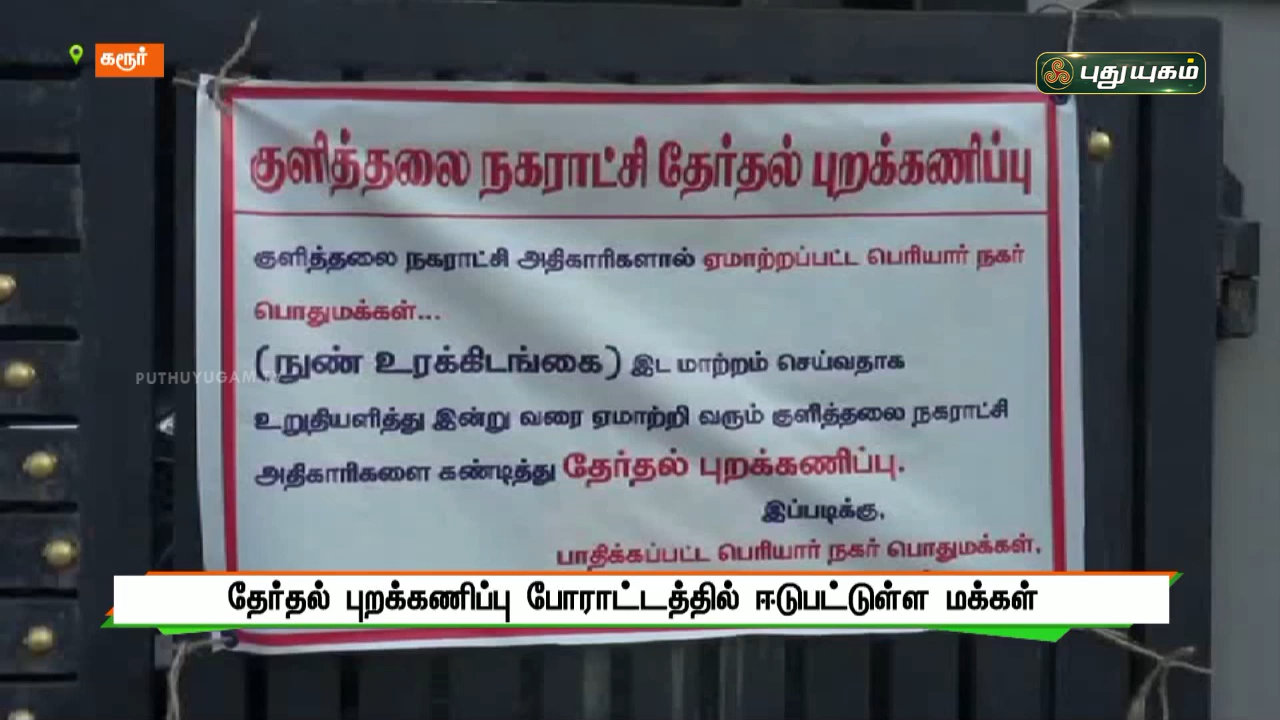 கரூர்
புதுயுகம்
குளித்தலை நகராட்சி தேர்தல் புறக்கணிப்பு
குளித்தலை நகராட்சி அதிகாரிகளால் ஏமாற்றப்பட்ட பெரியார் நகர்
பொதுமக்கள்...
(நுண் உரக்கிடங்கை) இட மாற்றம் செய்வதாக
PUTHUYUGAM TV
உறுதியளித்து இன்று வரை ஏமாற்றி வரும் குளித்தலை நகராட்சி
அதிகாரிகளை கண்டித்து தேர்தல் புறக்கணிப்பு.
இப்படிக்கு,
பாதிக்கப்பட்ட பெரியார் நகர் பொதுமக்கள்.
தேர்தல் புறக்கணிப்பு போராட்டத்தில் ஈடுபட்டுள்ள மக்கள்